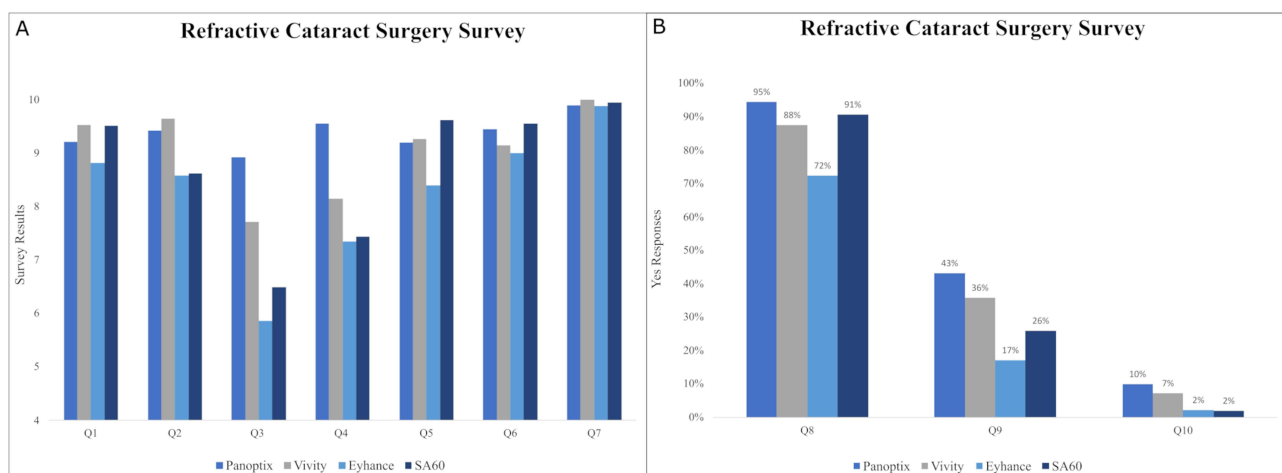 A
Refractive Cataract Surgery Survey
10
9
8
7
6
5
4
Survey Results
Q1 Q2 Q3 Q4 Q5 Q6 Q7
Panoptix Vivity Eyhance SA60
B
Refractive Cataract Surgery Survey
100%
90%
80%
70%
60%
50%
40%
30%
20%
10%
0%
Yes Responses
95% 88% 72% 91%
43% 36% 17% 26%
10% 7% 2% 2%
Q8 Q9 Q10
Panoptix Vivity Eyhance SA60